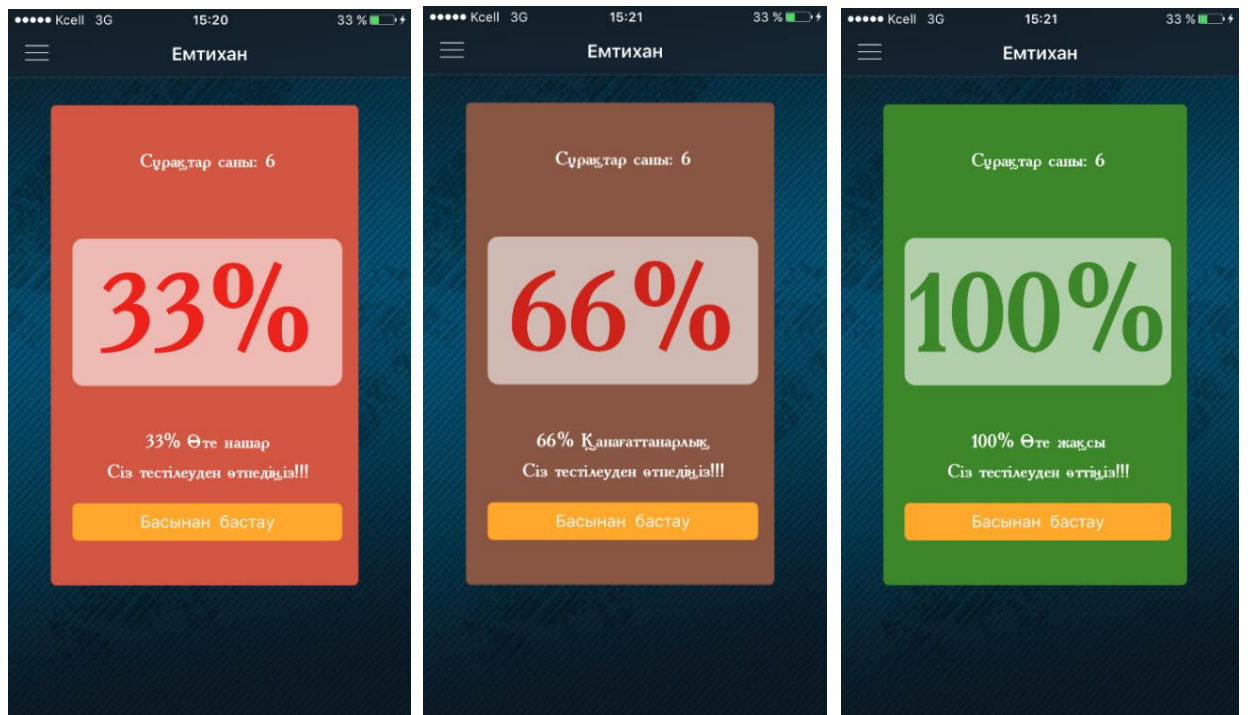 ●●●●● Kcell 3G 15:20 33 %
Емтихан
Сұрақтар саны: 6
33%
33% Өте нашар
Сіз тестілеуден өтпедіңіз!!!
Басынан бастау
●●●●● Kcell 3G 15:21 33 %
Емтихан
Сұрақтар саны: 6
66%
66% Қанағаттанарлық
Сіз тестілеуден өтпедіңіз!!!
Басынан бастау
●●●●● Kcell 3G 15:21 33 %
Емтихан
Сұрақтар саны: 6
100%
100% Өте жақсы
Сіз тестілеуден өттіңіз!!!
Басынан бастау